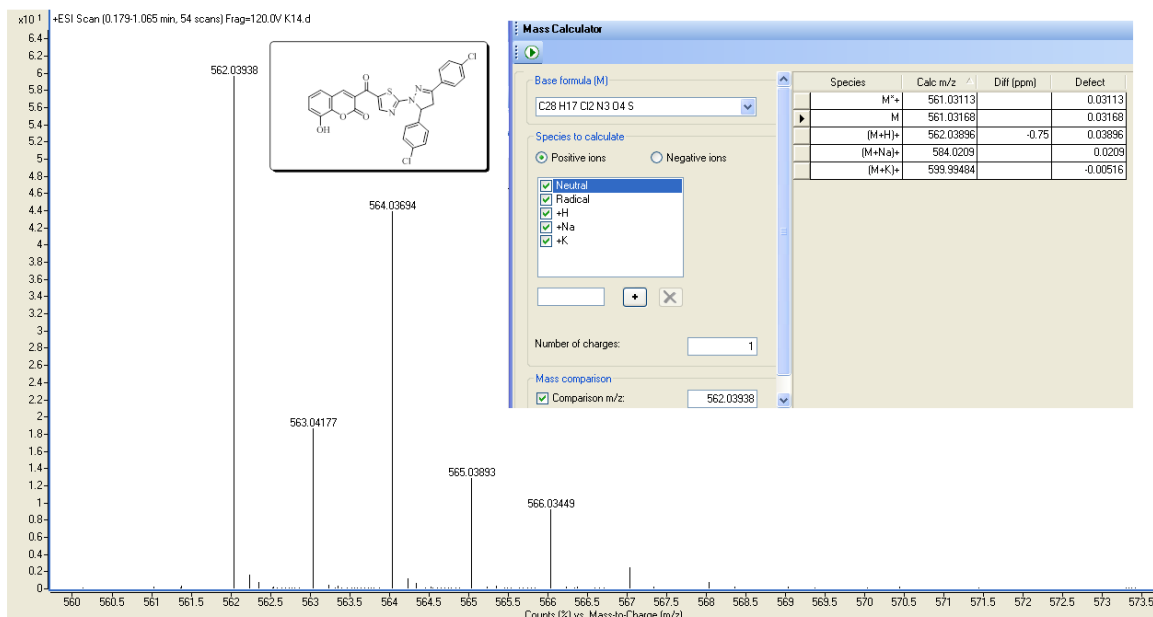 x10 1 +ESI Scan (0.179-1.065 min, 54 scans) Frag=120.0V K14.d
6.4
6.2
6
5.8
5.6
5.4
5.2
5
4.8
4.6
4.4
4.2
4
3.8
3.6
3.4
3.2
3
2.8
2.6
2.4
2.2
2
1.8
1.6
1.4
1.2
1
0.8
0.6
0.4
0.2
0
562.03938
563.04177
564.03694
565.03893
566.03449
560 560.5 561 561.5 562 562.5 563 563.5 564 564.5 565 565.5 566 566.5 567 567.5 568 568.5 569 569.5 570 570.5 571 571.5 572 572.5 573 573.5
Counts (%) vs. Mass-to-Charge (m/z)
Cl
O
S
N
N
N
O
O
OH
Cl
Mass Calculator
Base formula (M)
C28 H17 Cl2 N3 O4 S
Species to calculate
Positive ions Negative ions
Neutral
Radical
+H
+Na
+K
+
Number of charges: 1
Mass comparison
Comparison m/z: 562.03938
Species Calc m/z Diff (ppm) Defect
M*+ 561.03113 0.03113
M 561.03168 0.03168
(M+H)+ 562.03896 -0.75 0.03896
(M+Na)+ 584.0209 0.0209
(M+K)+ 599.99484 -0.00516